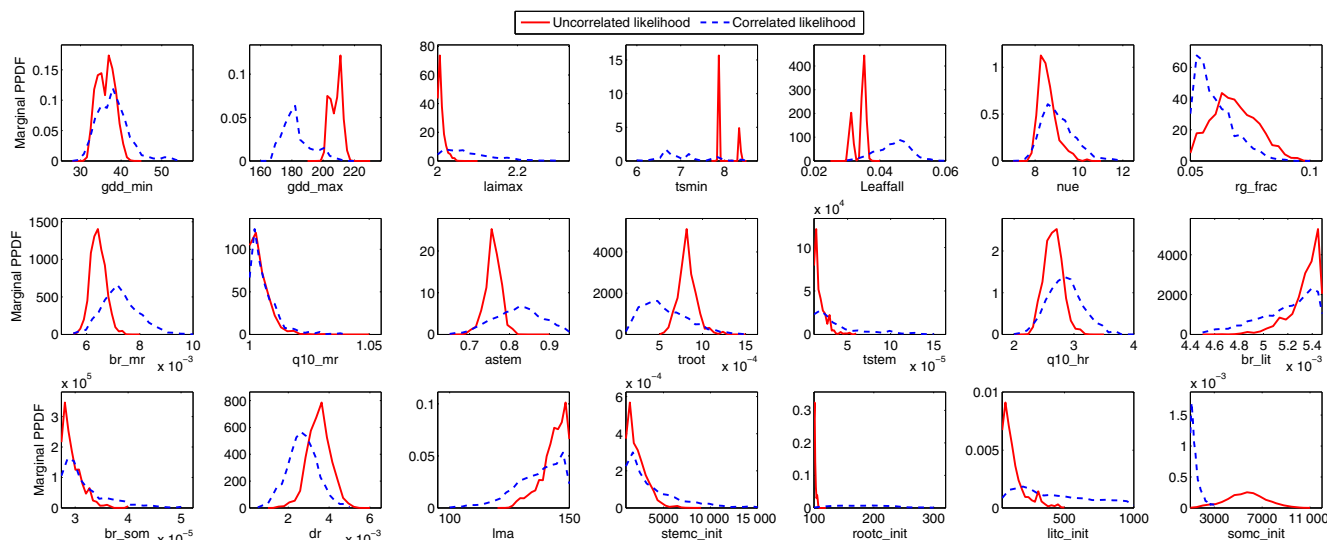 Uncorrelated likelihood Correlated likelihood
Marginal PPDF
0.15
0.1
0.05
0
30 40 50
gdd_min
0.1
0.05
0
160 180 200 220
gdd_max
80
60
40
20
0
2 2.2
laimax
15
10
5
0
6 7 8
tsmin
400
300
200
100
0
0.02 0.04 0.06
Leaffall
1
0.5
0
8 10 12
nue
60
40
20
0
0.05 0.1
rg_frac
Marginal PPDF
1500
1000
500
0
6 8 10
br_mr x 10⁻³
100
50
0
1 1.05
q10_mr
20
10
0
0.7 0.8 0.9
astem
4000
2000
0
5 10 15
troot x 10⁻⁴
x 10⁴
10
5
0
5 10 15
tstem x 10⁻⁵
2
1
0
2 3 4
q10_hr
4000
2000
0
4.4 4.6 4.8 5 5.2 5.4
br_lit x 10⁻³
Marginal PPDF
x 10⁵
3
2
1
0
3 4 5
br_som x 10⁻⁵
800
600
400
200
0
2 4 6
dr x 10⁻³
0.1
0.05
0
100 150
lma
x 10⁻⁴
6
4
2
0
5000 10 000 15 000
stemc_init
0.3
0.2
0.1
0
100 200 300
rootc_init
0.01
0.005
0
500 1000
litc_init
x 10⁻³
1.5
1
0.5
0
3000 7000 11 000
somc_init